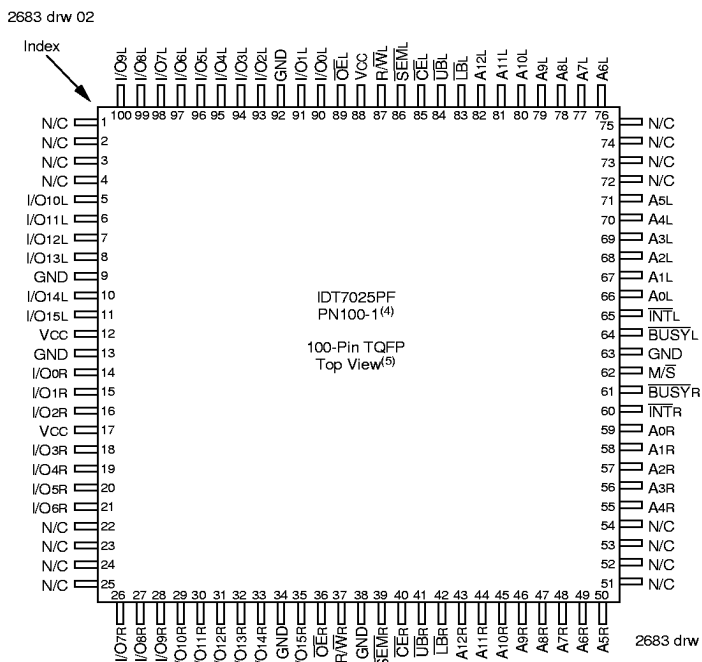 2683 drw 02
Index
I/O9L
I/O8L
I/O7L
I/O6L
I/O5L
I/O4L
I/O3L
I/O2L
GND
I/O1L
I/O0L
OEL
VCC
R/WL
SEML
CEL
UBL
LBL
A12L
A11L
A10L
A9L
A8L
A7L
A6L
100 99 98 97 96 95 94 93 92 91 90 89 88 87 86 85 84 83 82 81 80 79 78 77 76
N/C 1
N/C 2
N/C 3
N/C 4
I/O10L 5
I/O11L 6
I/O12L 7
I/O13L 8
GND 9
I/O14L 10
I/O15L 11
VCC 12
GND 13
I/O0R 14
I/O1R 15
I/O2R 16
VCC 17
I/O3R 18
I/O4R 19
I/O5R 20
I/O6R 21
N/C 22
N/C 23
N/C 24
N/C 25
IDT7025PF
PN100-1(4)
100-Pin TQFP
Top View(5)
75 N/C
74 N/C
73 N/C
72 N/C
71 A5L
70 A4L
69 A3L
68 A2L
67 A1L
66 A0L
65 INTL
64 BUSYL
63 GND
62 M/S
61 BUSYR
60 INTR
59 A0R
58 A1R
57 A2R
56 A3R
55 A4R
54 N/C
53 N/C
52 N/C
51 N/C
26 27 28 29 30 31 32 33 34 35 36 37 38 39 40 41 42 43 44 45 46 47 48 49 50
I/O7R
I/O8R
I/O9R
/O10R
/O11R
/O12R
/O13R
/O14R
GND
/O15R
OER
R/WR
GND
SEMR
CER
UBR
LBR
A12R
A11R
A10R
A9R
A8R
A7R
A6R
A5R
2683 drw